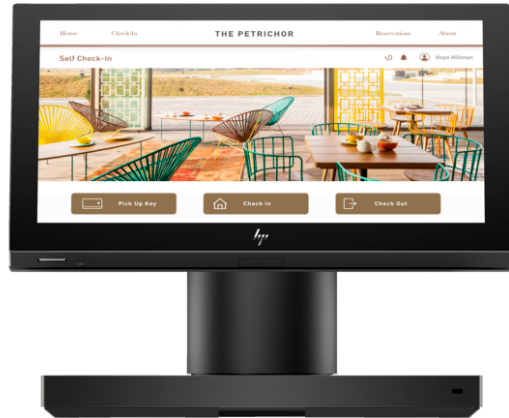 Home Check-In THE PETRICHOR Reservations About
Self Check-In Hope Hillman
Pick Up Key Check In Check Out
hp